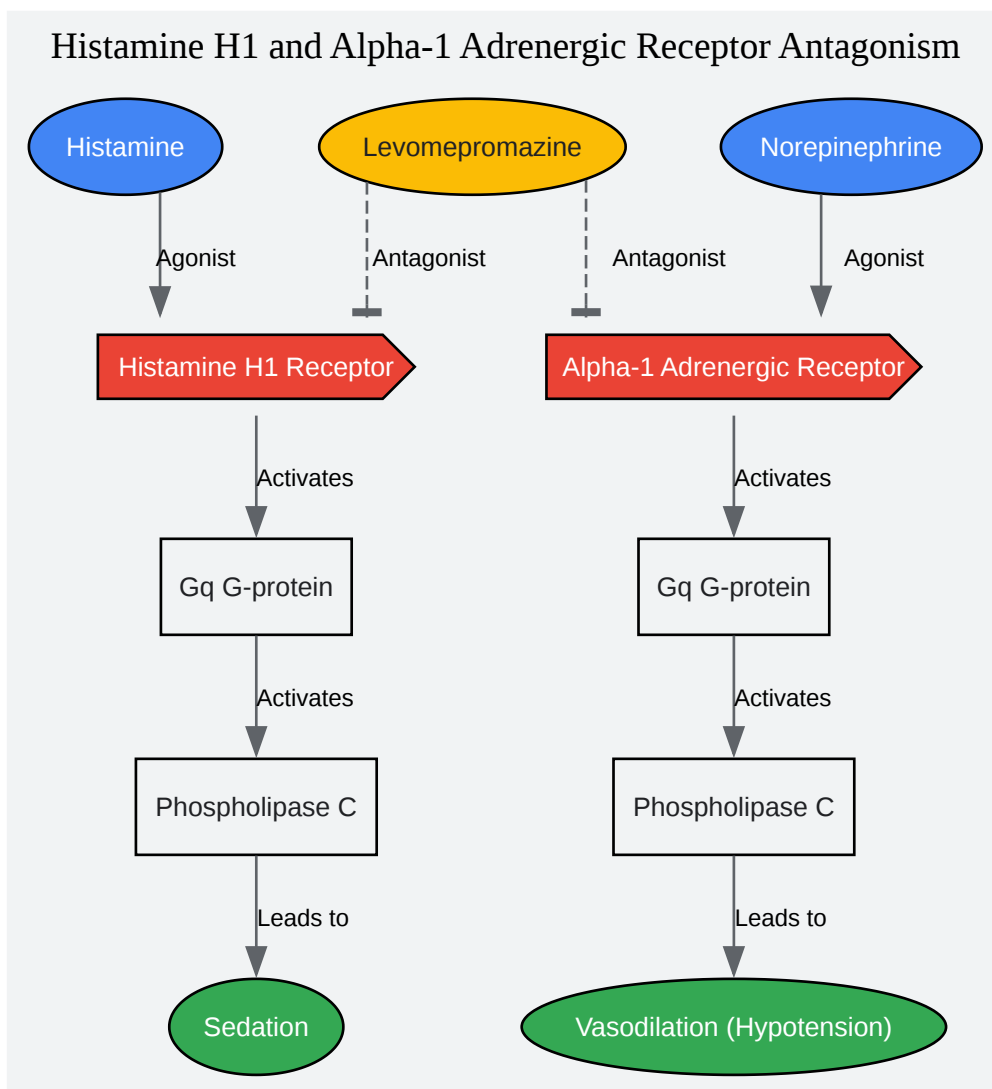 Histamine H1 and Alpha-1 Adrenergic Receptor Antagonism
Histamine
Levomepromazine
Norepinephrine
Agonist
Antagonist
Antagonist
Agonist
Histamine H1 Receptor
Alpha-1 Adrenergic Receptor
Activates
Activates
Gq G-protein
Gq G-protein
Activates
Activates
Phospholipase C
Phospholipase C
Leads to
Leads to
Sedation
Vasodilation (Hypotension)